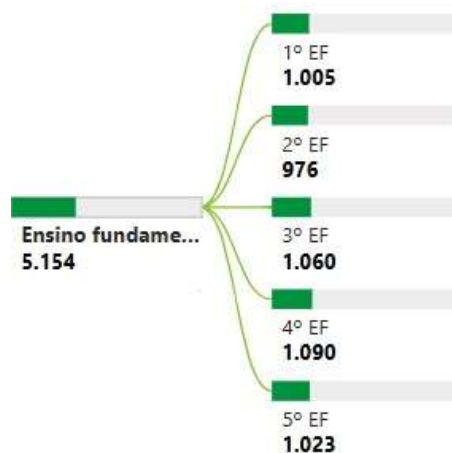 1º EF
1.005
2º EF
976
Ensino fundame...
5.154
3º EF
1.060
4º EF
1.090
5º EF
1.023